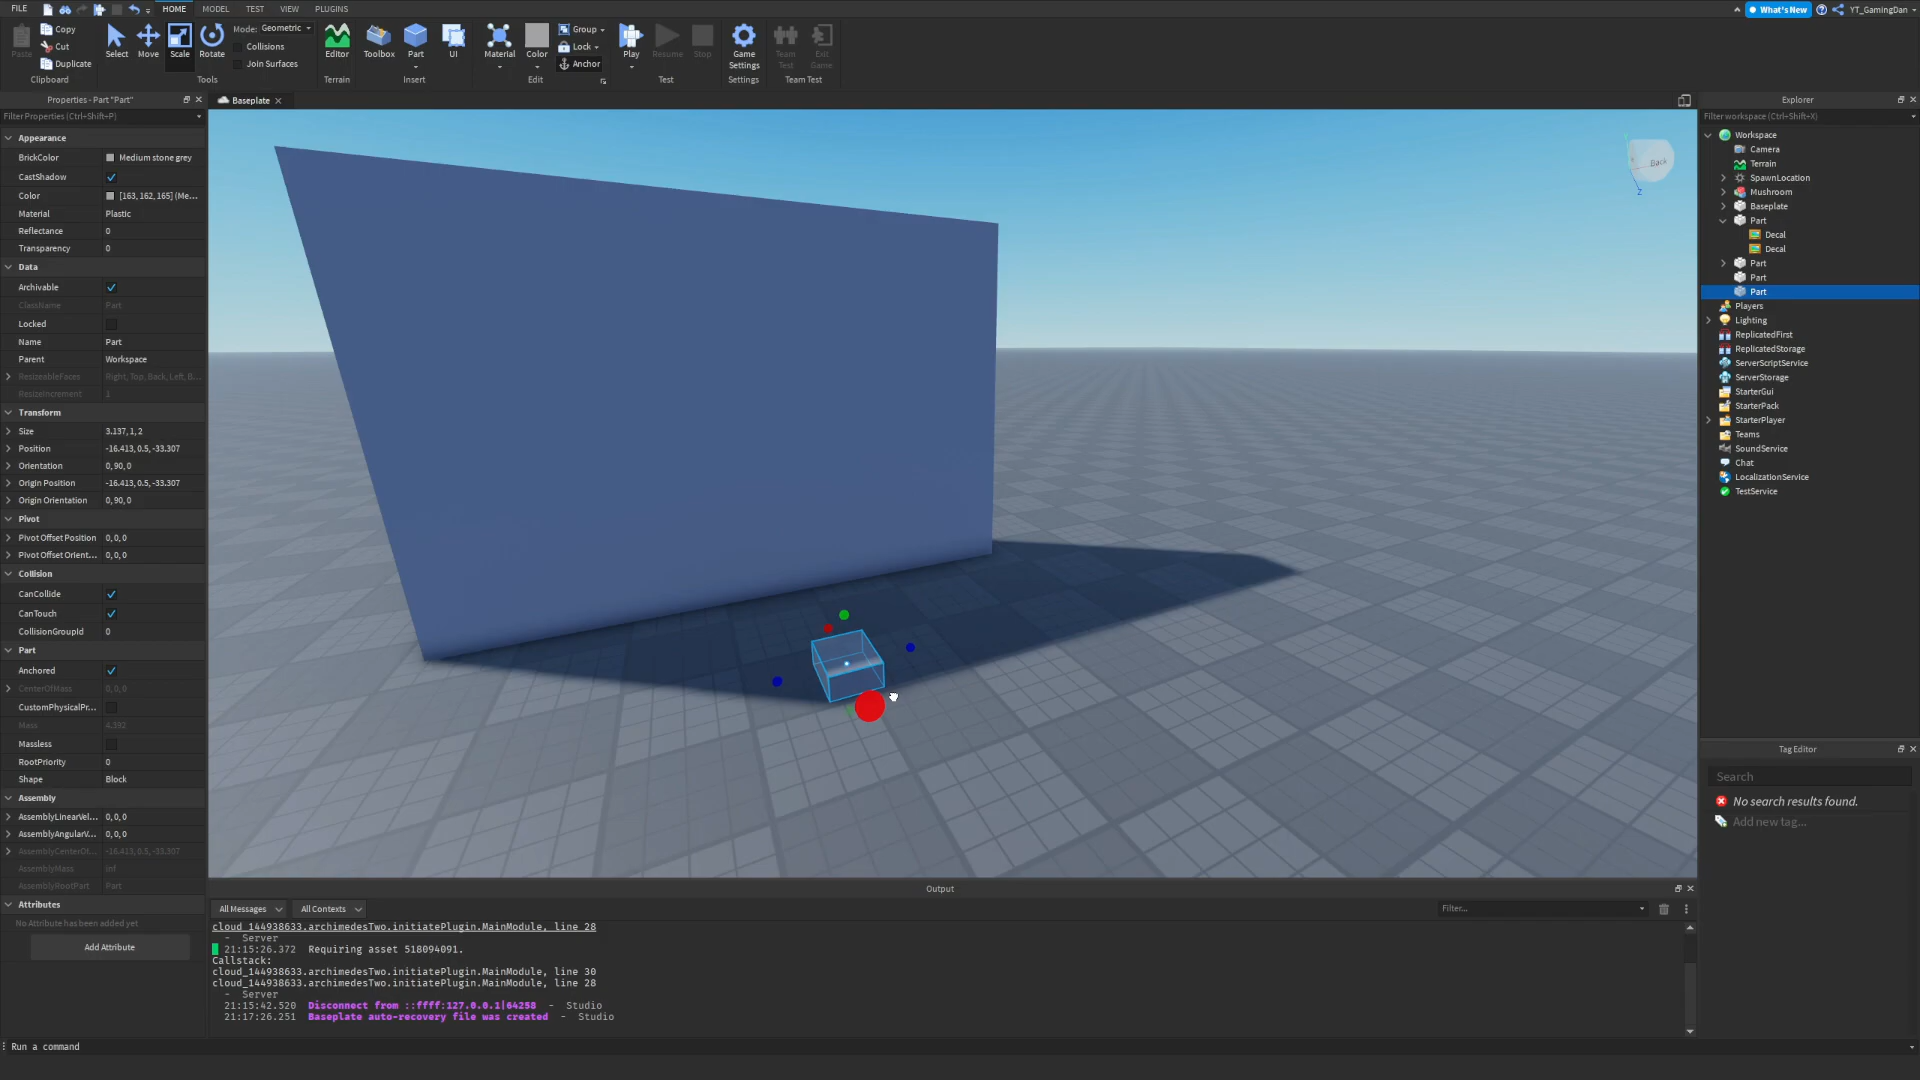 FILE
HOME
MODEL
TEST
VIEW
PLUGINS
What's New
YT_GamingDan
Paste
Copy
Cut
Duplicate
Clipboard
Select
Move
Scale
Rotate
Mode: Geometric
Collisions
Join Surfaces
Tools
Editor
Terrain
Toolbox
Part
UI
Insert
Material
Color
Group
Lock
Anchor
Edit
Play
Resume
Stop
Test
Game Settings
Settings
Team Test
Exit Game
Team Test
Properties - Part "Part"
Filter Properties (Ctrl+Shift+P)
Appearance
BrickColor Medium stone grey
CastShadow
Color [163, 162, 165] (Me...
Material Plastic
Reflectance 0
Transparency 0
Data
Archivable
ClassName Part
Locked
Name Part
Parent Workspace
ResizeableFaces Right, Top, Back, Left, B...
ResizeIncrement 1
Transform
Size 3.137, 1, 2
Position -16.413, 0.5, -33.307
Orientation 0, 90, 0
Origin Position -16.413, 0.5, -33.307
Origin Orientation 0, 90, 0
Pivot
Pivot Offset Position 0, 0, 0
Pivot Offset Orient... 0, 0, 0
Collision
CanCollide
CanTouch
CollisionGroupId 0
Part
Anchored
CenterOfMass 0, 0, 0
CustomPhysicalPr...
Mass 4.392
Massless
RootPriority 0
Shape Block
Assembly
AssemblyLinearVel... 0, 0, 0
AssemblyAngularV... 0, 0, 0
AssemblyCenterOf... -16.413, 0.5, -33.307
AssemblyMass inf
AssemblyRootPart Part
Attributes
No Attribute has been added yet
Add Attribute
Baseplate
Back
Z
Output
All Messages
All Contexts
Filter...
cloud_144938633.archimedesTwo.initiatePlugin.MainModule, line 28
- Server
21:15:26.372 Requiring asset 518094091.
Callstack:
cloud_144938633.archimedesTwo.initiatePlugin.MainModule, line 30
cloud_144938633.archimedesTwo.initiatePlugin.MainModule, line 28
- Server
21:15:42.520 Disconnect from ::ffff:127.0.0.1|64258 - Studio
21:17:26.251 Baseplate auto-recovery file was created - Studio
Run a command
Explorer
Filter workspace (Ctrl+Shift+X)
Workspace
Camera
Terrain
SpawnLocation
Mushroom
Baseplate
Part
Decal
Decal
Part
Part
Part
Players
Lighting
ReplicatedFirst
ReplicatedStorage
ServerScriptService
ServerStorage
StarterGui
StarterPack
StarterPlayer
Teams
SoundService
Chat
LocalizationService
TestService
Tag Editor
Search
No search results found.
Add new tag...